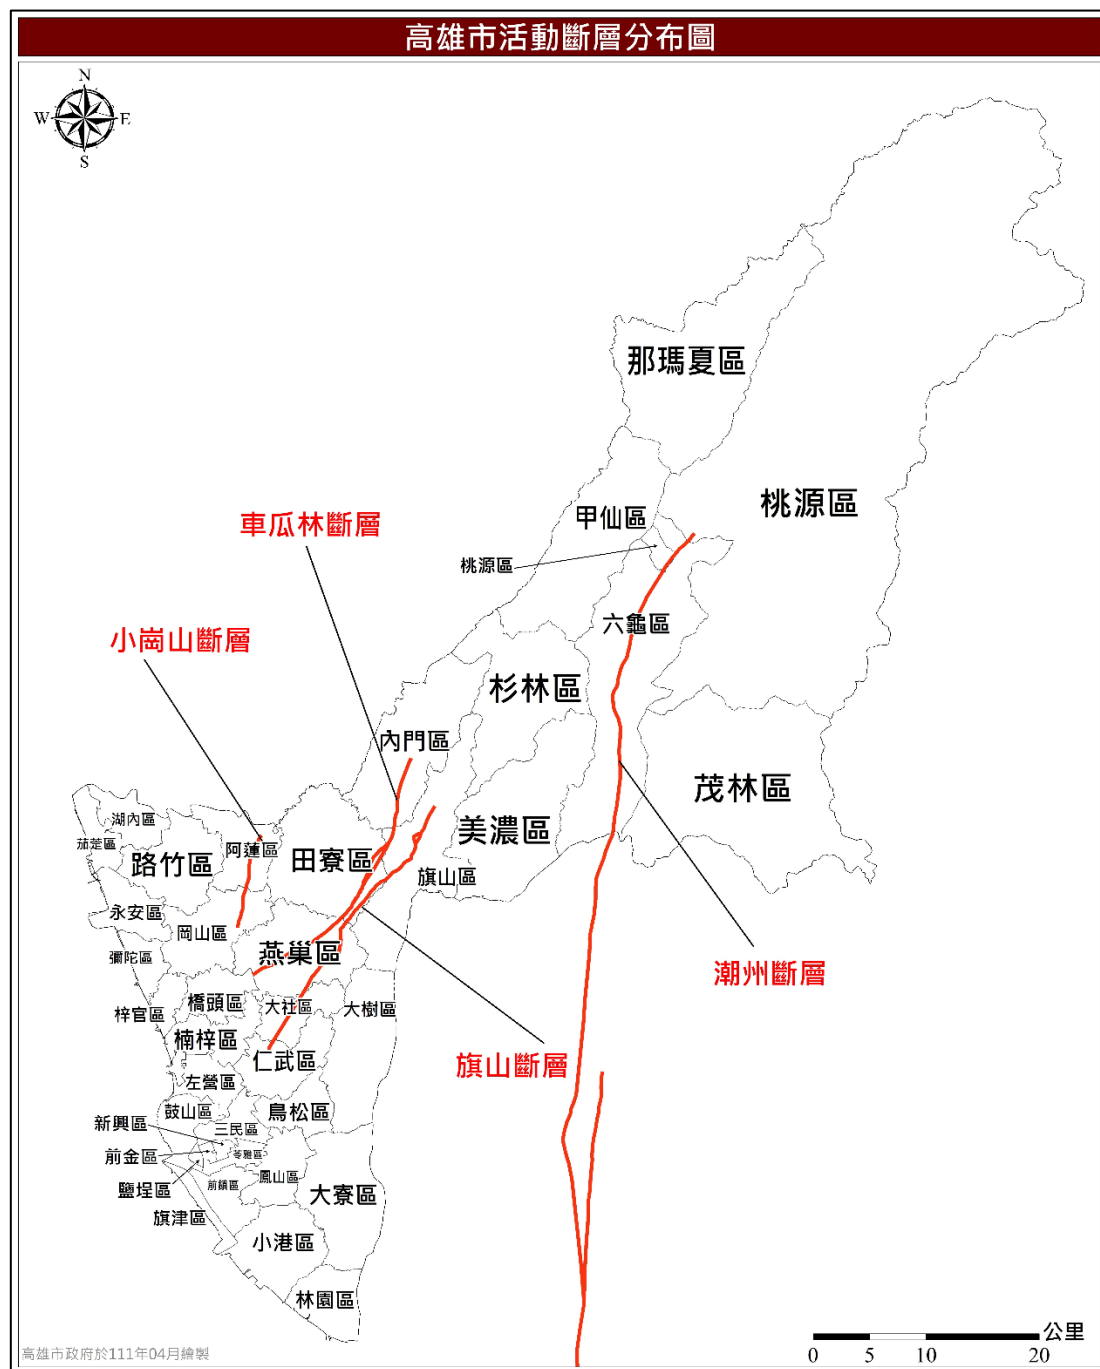 高雄市活動斷層分布圖
N
W
E
S
那瑪夏區
桃源區
甲仙區
車瓜林斷層
桃源區
六龜區
小崗山斷層
杉林區
內門區
茂林區
湖內區
美濃區
茄萣區
阿蓮區
路竹區
田寮區
旗山區
永安區
岡山區
燕巢區
彌陀區
潮州斷層
橋頭區
大社區
大樹區
梓官區
楠梓區
仁武區
旗山斷層
左營區
鼓山區
鳥松區
新興區
三民區
前金區
苓雅區
鹽埕區
前鎮區
鳳山區
大寮區
旗津區
小港區
林園區
公里
0
5
10
20
高雄市政府於111年04月繪製